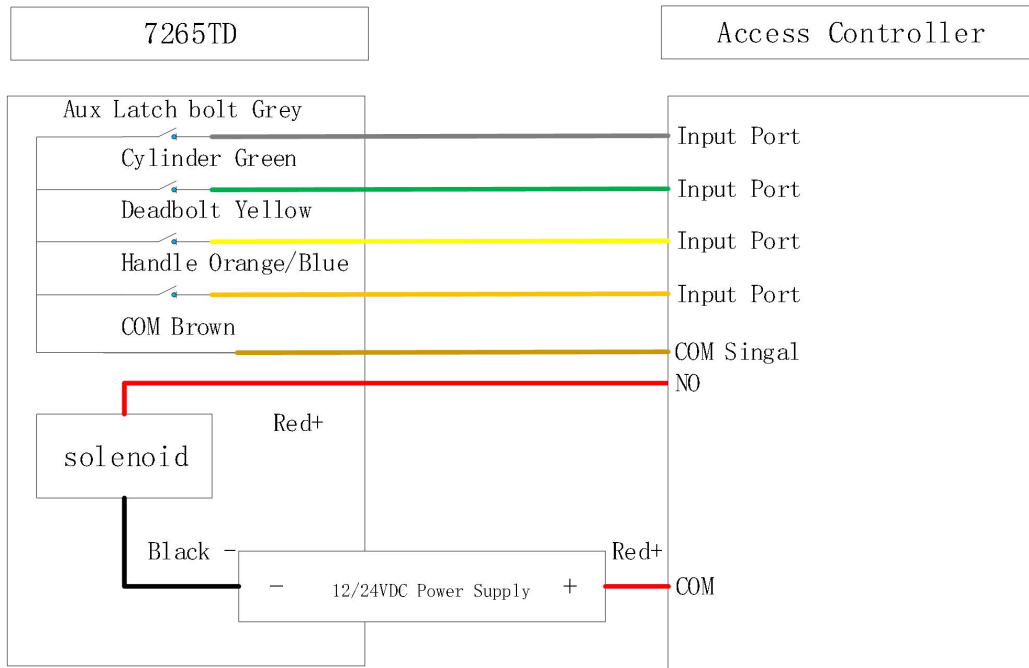 7265TD
Access Controller
Aux Latch bolt Grey
Input Port
Cylinder Green
Input Port
Deadbolt Yellow
Input Port
Handle Orange/Blue
Input Port
COM Brown
COM Singal
NO
Red+
solenoid
Black -
Red+
- 12/24VDC Power Supply +
COM